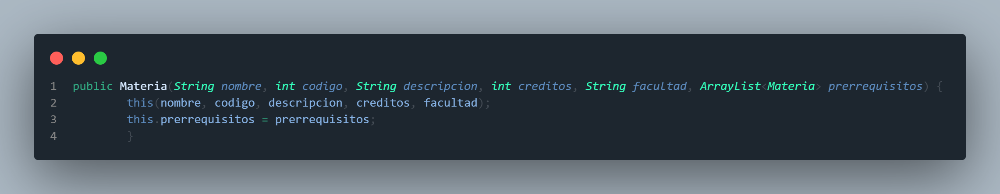 1 public Materia(String nombre, int codigo, String descripcion, int creditos, String facultad, ArrayList<Materia> prerrequisitos) {
2 this(nombre, codigo, descripcion, creditos, facultad);
3 this.prerrequisitos = prerrequisitos;
4 }